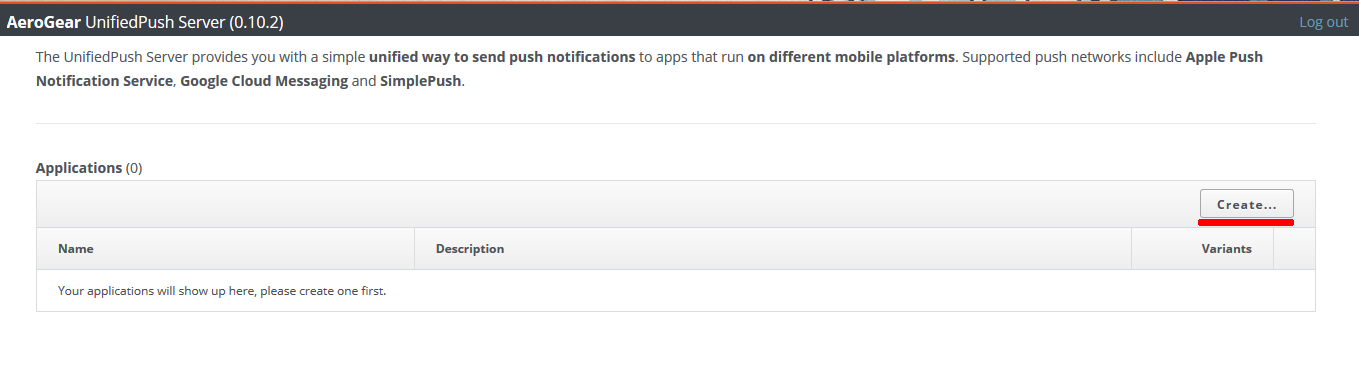 AeroGear UnifiedPush Server (0.10.2)
Log out
The UnifiedPush Server provides you with a simple unified way to send push notifications to apps that run on different mobile platforms. Supported push networks include Apple Push
Notification Service, Google Cloud Messaging and SimplePush.
Applications (0)
Create...
Name
Description
Variants
Your applications will show up here, please create one first.